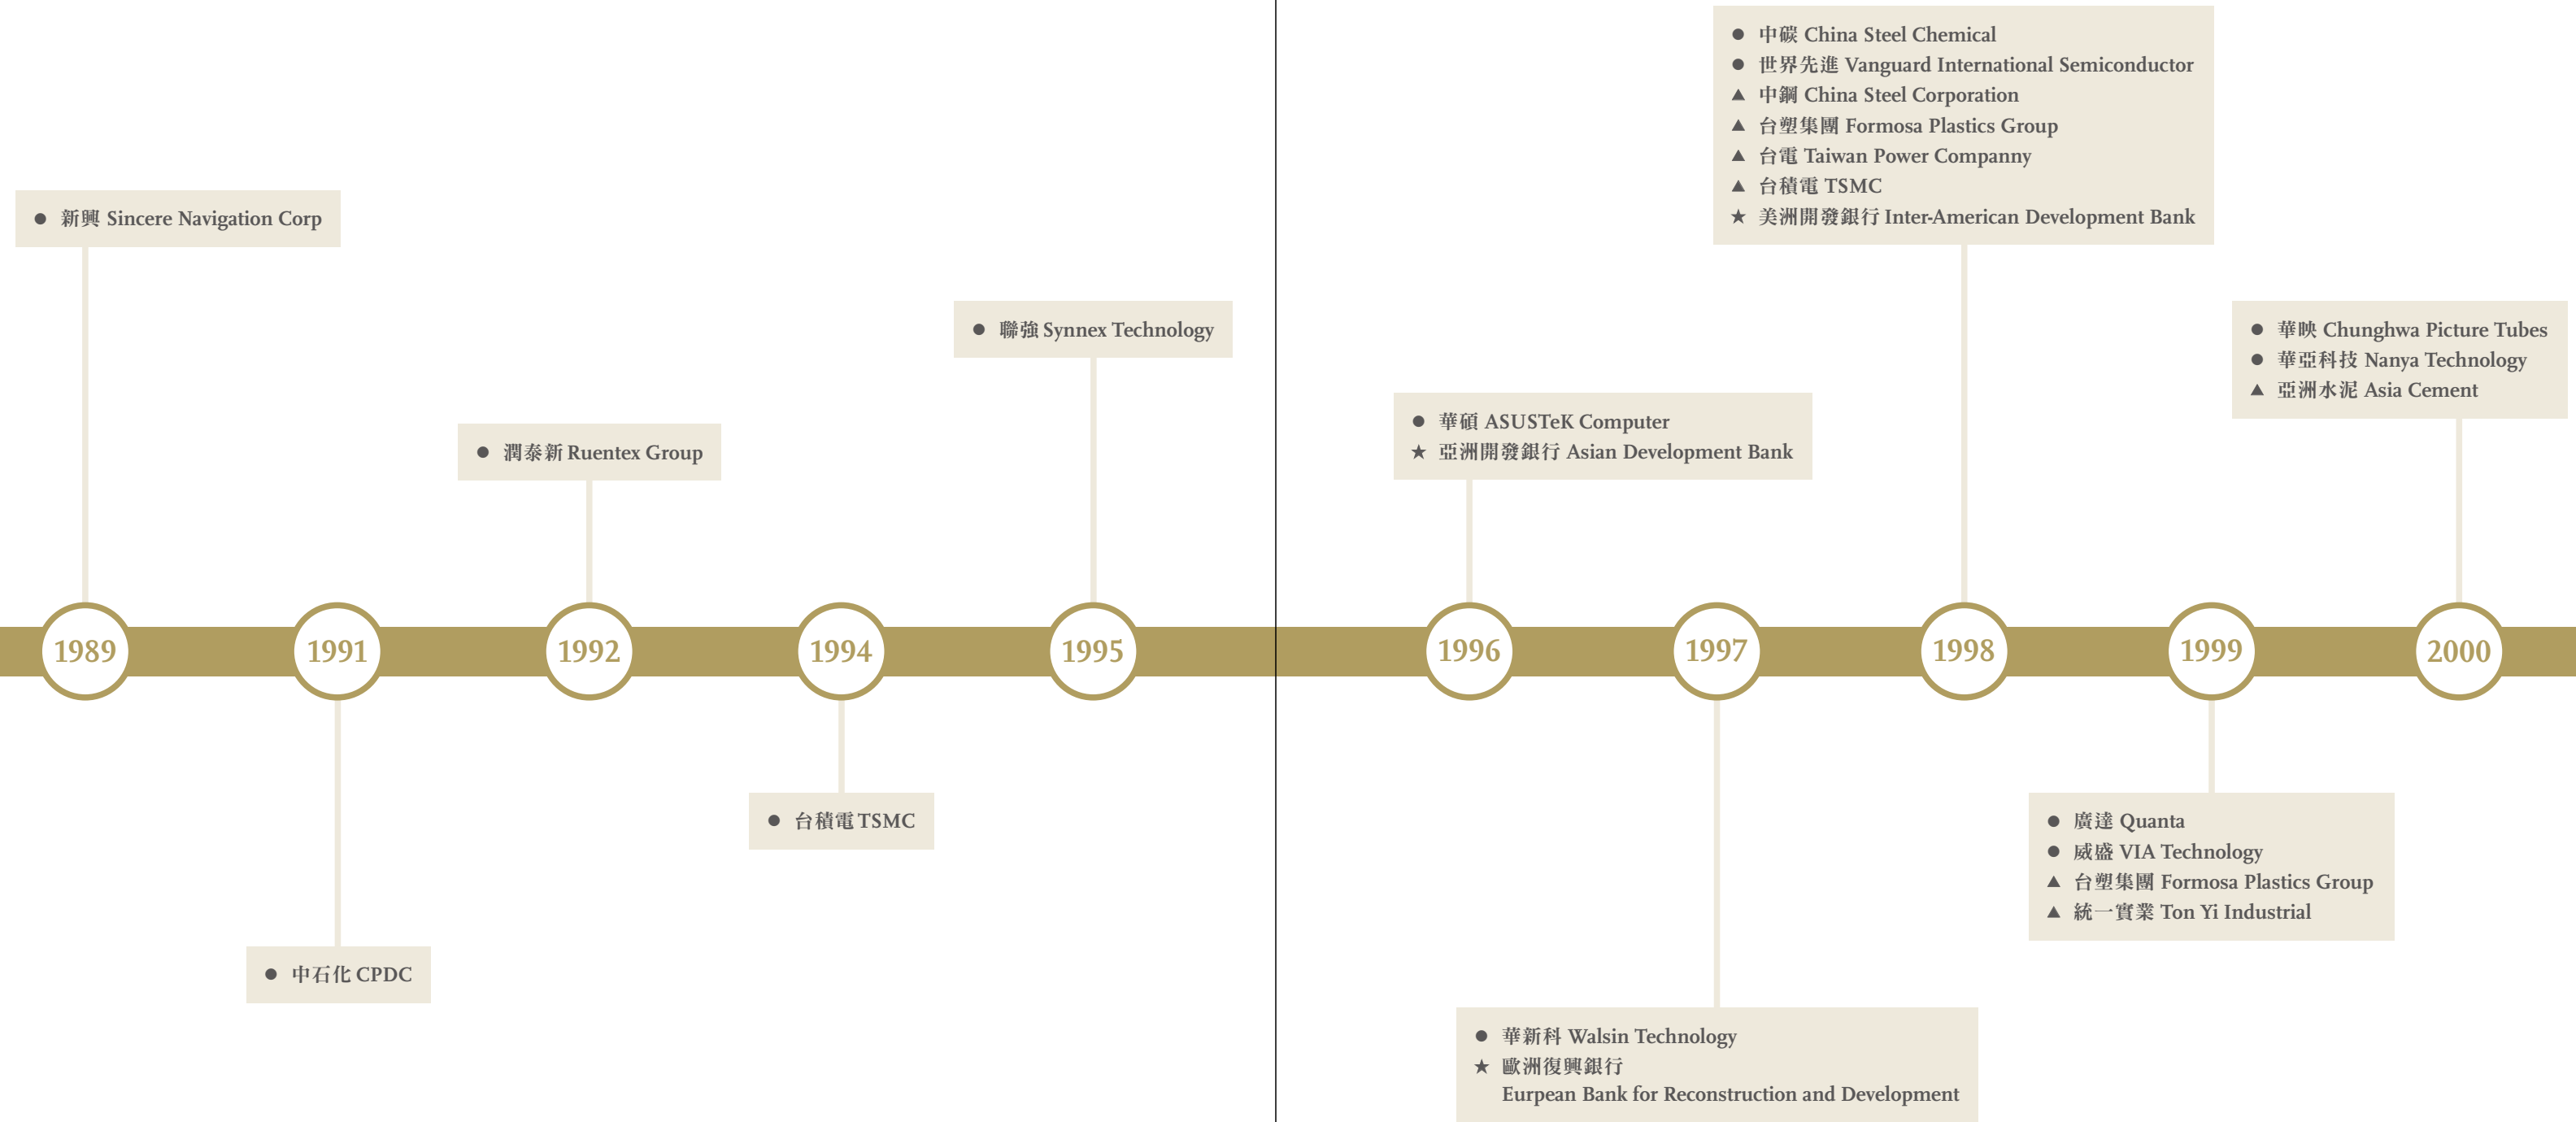 ● 新興 Sincere Navigation Corp
1989
1991
● 中石化 CPDC
● 潤泰新 Ruentex Group
1992
1994
● 台積電 TSMC
● 聯強 Synnex Technology
1995
● 華碩 ASUSTeK Computer
★ 亞洲開發銀行 Asian Development Bank
1996
1997
● 華新科 Walsin Technology
★ 歐洲復興銀行
Eurpean Bank for Reconstruction and Development
● 中碳 China Steel Chemical
● 世界先進 Vanguard International Semiconductor
▲ 中鋼 China Steel Corporation
▲ 台塑集團 Formosa Plastics Group
▲ 台電 Taiwan Power Companny
▲ 台積電 TSMC
★ 美洲開發銀行 Inter-American Development Bank
1998
1999
● 廣達 Quanta
● 威盛 VIA Technology
▲ 台塑集團 Formosa Plastics Group
▲ 統一實業 Ton Yi Industrial
● 華映 Chunghwa Picture Tubes
● 華亞科技 Nanya Technology
▲ 亞洲水泥 Asia Cement
2000